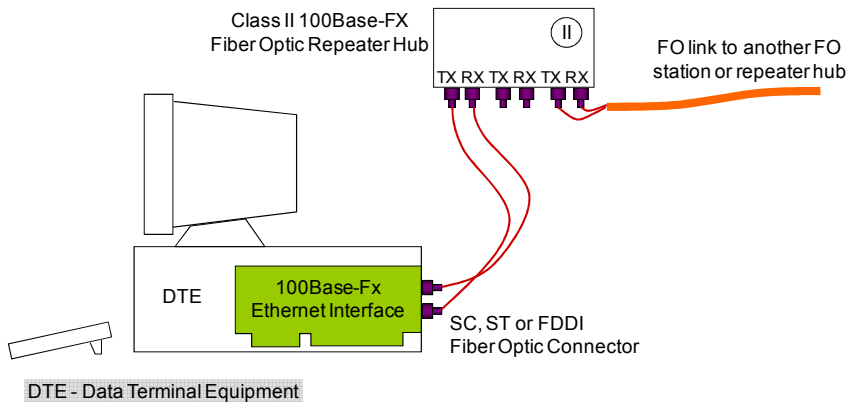 Class II 100Base-FX
Fiber Optic Repeater Hub
II
TX RX TX RX TX RX
FO link to another FO
station or repeater hub
DTE
100Base-Fx
Ethernet Interface
SC, ST or FDDI
Fiber Optic Connector
DTE - Data Terminal Equipment